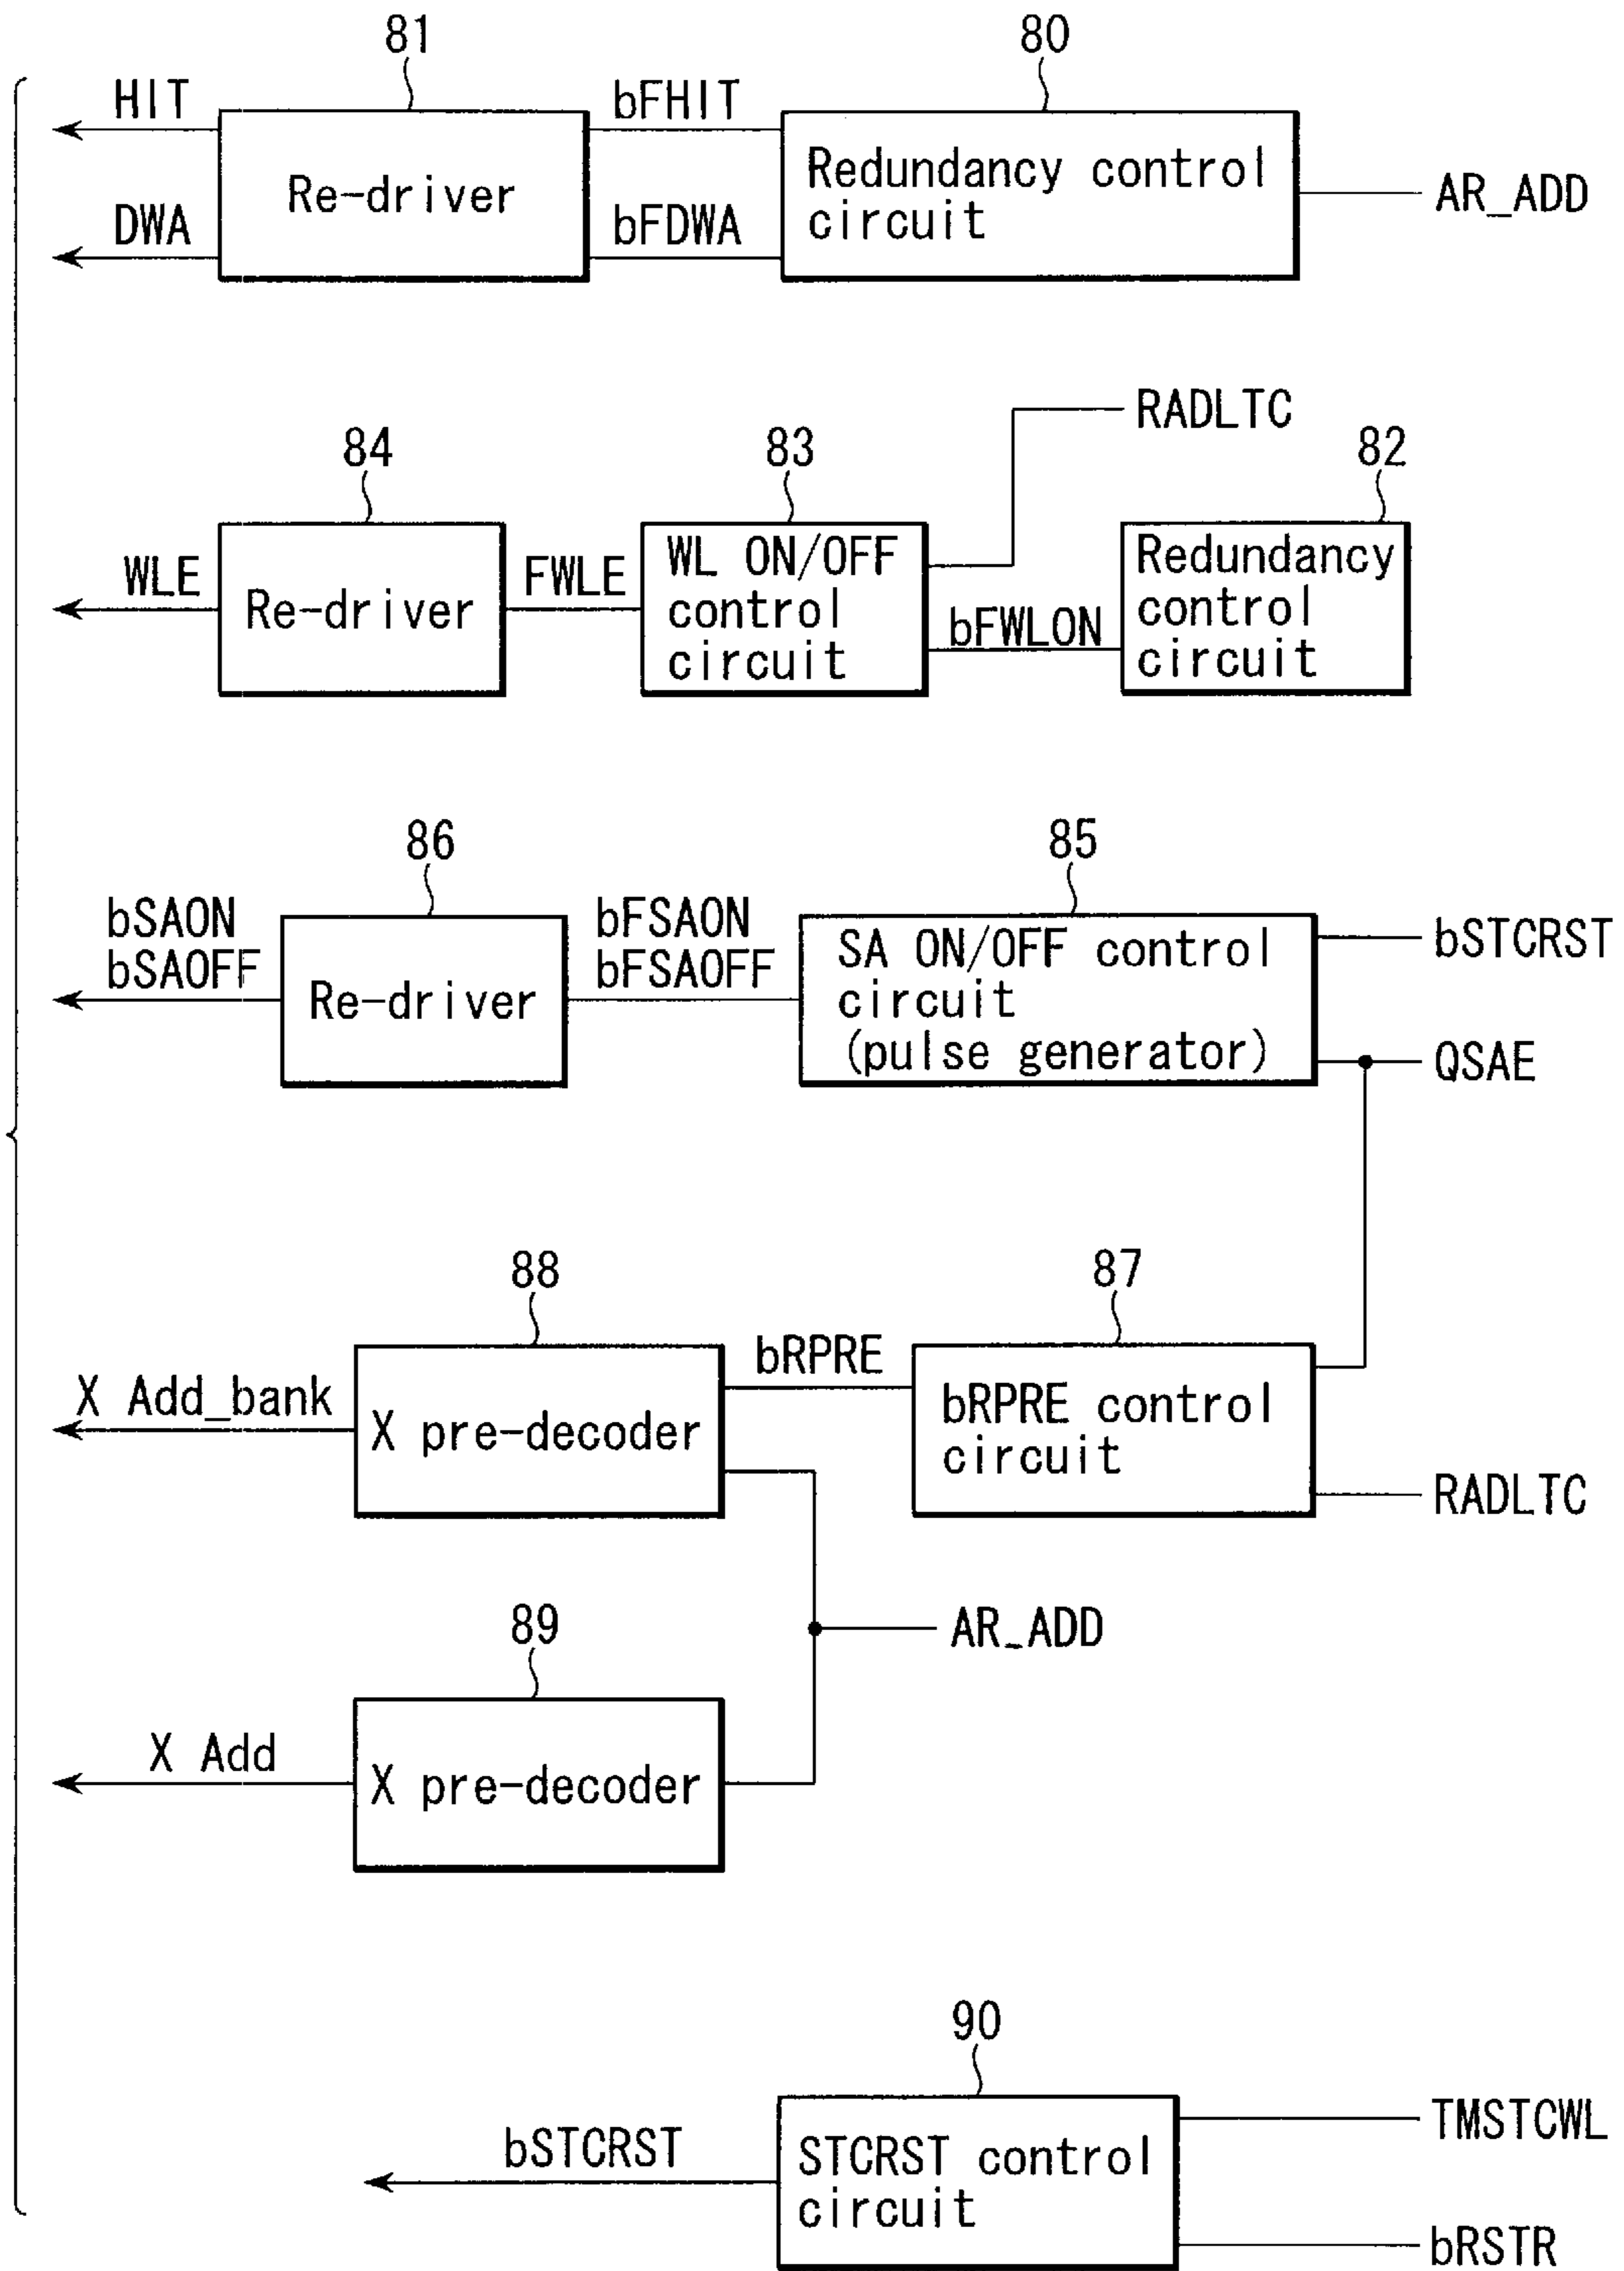 81
80
HIT
bFHIT
Re-driver
Redundancy control
circuit
AR_ADD
DWA
bFDWA
RADLTC
84
83
82
WLE
Re-driver
FWLE
WL ON/OFF
control
circuit
bFWLON
Redundancy
control
circuit
86
85
bSAON
bSAOFF
Re-driver
bFSAON
bFSAOFF
SA ON/OFF control
circuit
(pulse generator)
bSTCRST
QSAE
88
87
X Add_bank
X pre-decoder
bRPRE
bRPRE control
circuit
RADLTC
89
AR_ADD
X Add
X pre-decoder
90
bSTCRST
STCRST control
circuit
TMSTCWL
bRSTR